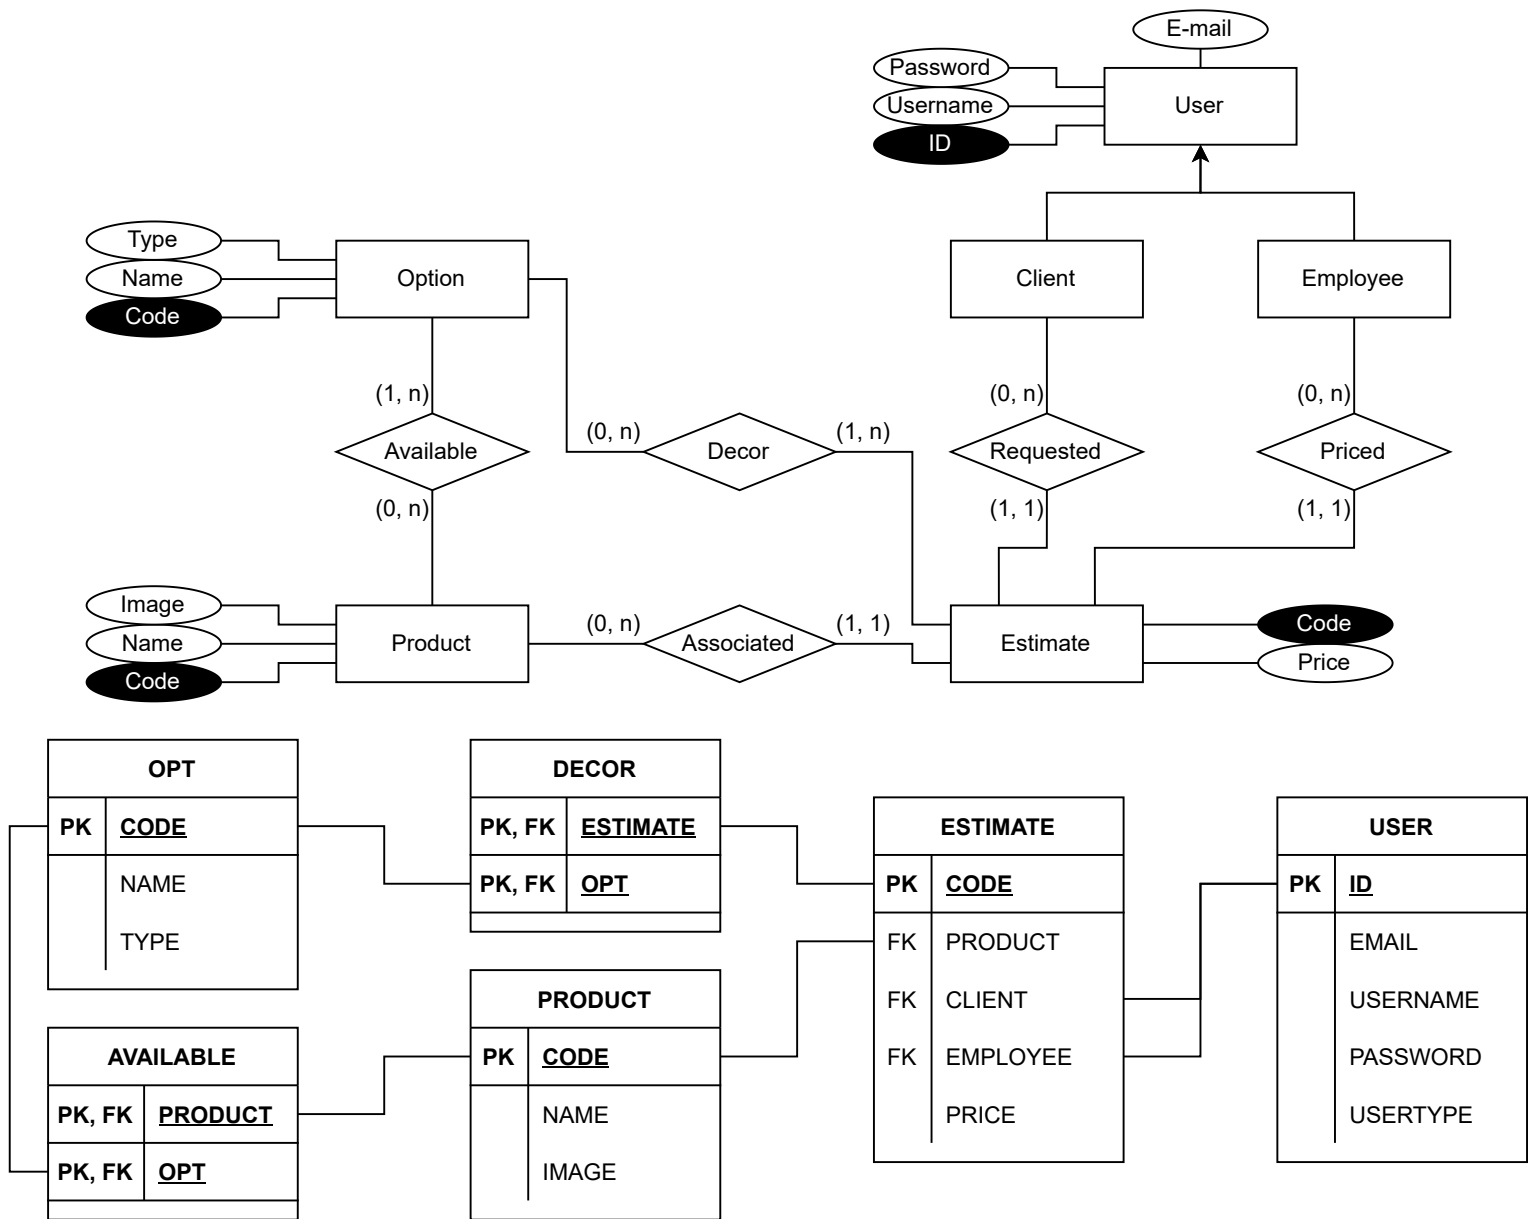 E-mail
Password
Username
ID
User
Type
Name
Code
Option
Client
Employee
(1, n)
(0, n)
(0, n)
Available
(0, n)
Decor
(1, n)
Requested
Priced
(0, n)
(1, 1)
(1, 1)
Image
Name
Code
Product
(0, n)
Associated
(1, 1)
Estimate
Code
Price
OPT
PK CODE
NAME
TYPE
DECOR
PK, FK ESTIMATE
PK, FK OPT
ESTIMATE
PK CODE
FK PRODUCT
FK CLIENT
FK EMPLOYEE
PRICE
USER
PK ID
EMAIL
USERNAME
PASSWORD
USERTYPE
AVAILABLE
PK, FK PRODUCT
PK, FK OPT
PRODUCT
PK CODE
NAME
IMAGE